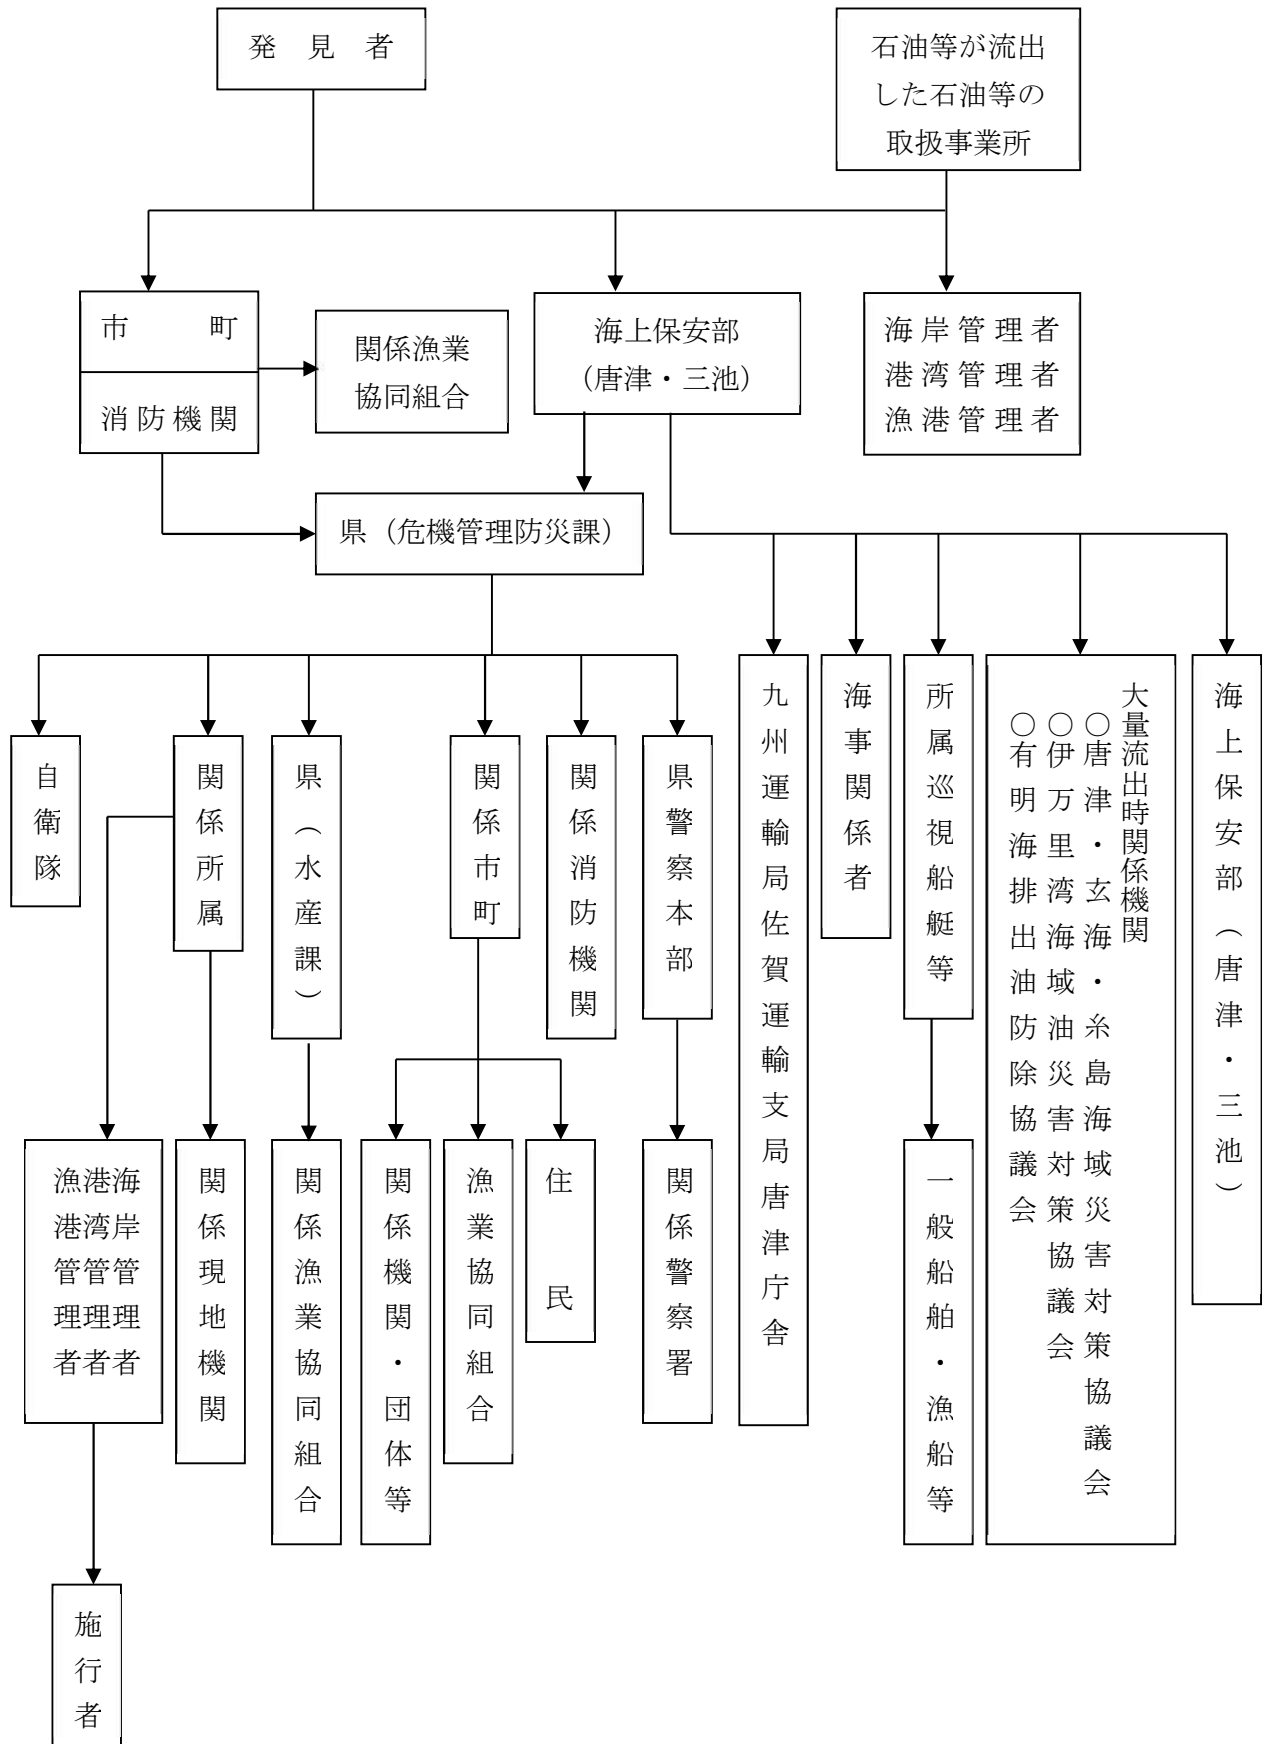 発見者
石油等が流出
した石油等の
取扱事業所
市町
消防機関
関係漁業
協同組合
海上保安部
（唐津・三池）
海岸管理者
港湾管理者
漁港管理者
県（危機管理防災課）
自衛隊
関係所属
県（水産課）
関係市町
関係消防機関
県警察本部
九州運輸局佐賀運輸支局唐津庁舎
海事関係者
所属巡視船艇等
大量流出時関係機関
○唐津・玄海・糸島海域災害対策協議会
○伊万里湾海域油災害対策協議会
○有明海排出油防除協議会
海上保安部（唐津・三池）
海岸管理者
港湾管理者
漁港管理者
関係現地機関
関係漁業協同組合
関係機関・団体等
漁業協同組合
住民
関係警察署
一般船舶・漁船等
施行者